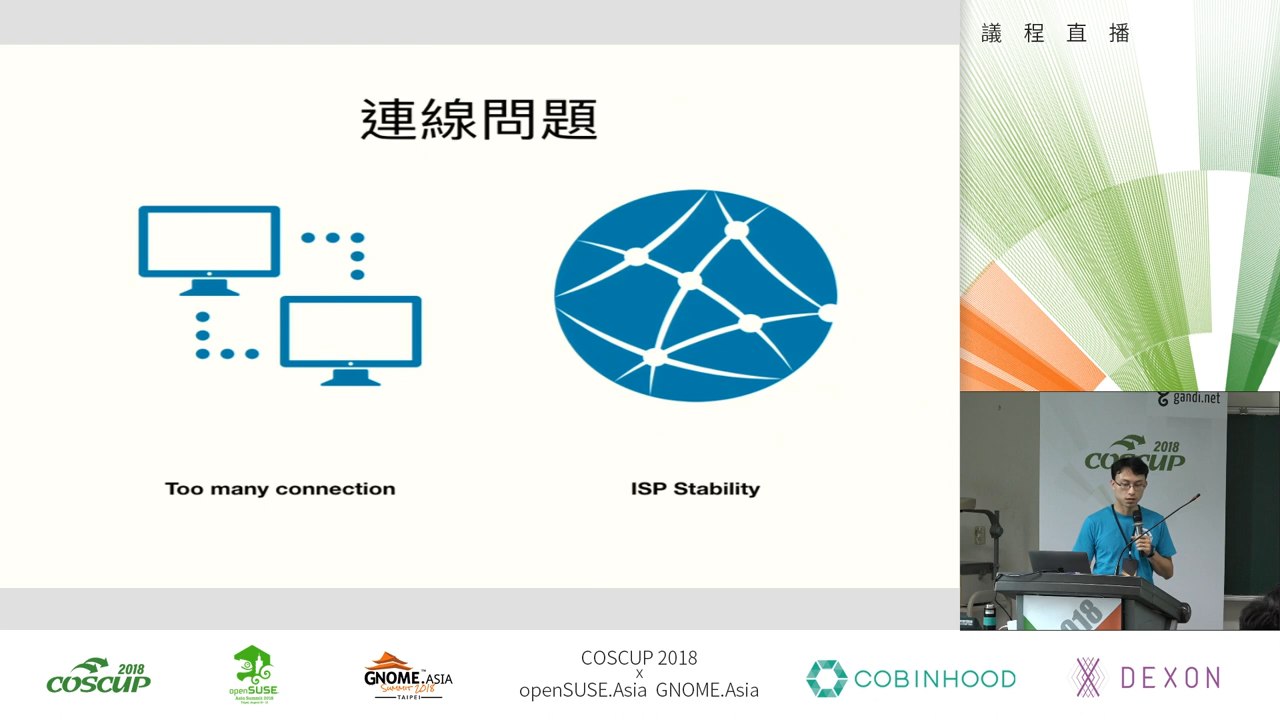 議程直播
連線問題
Too many connection
ISP Stability
gandi.net
2018
COSCUP
2018
2018
COSCUP
openSUSE
GNOME.ASIA
SUMMIT 2018
TAIPEI
COSCUP 2018
x
openSUSE.Asia GNOME.Asia
COBINHOOD
DEXON